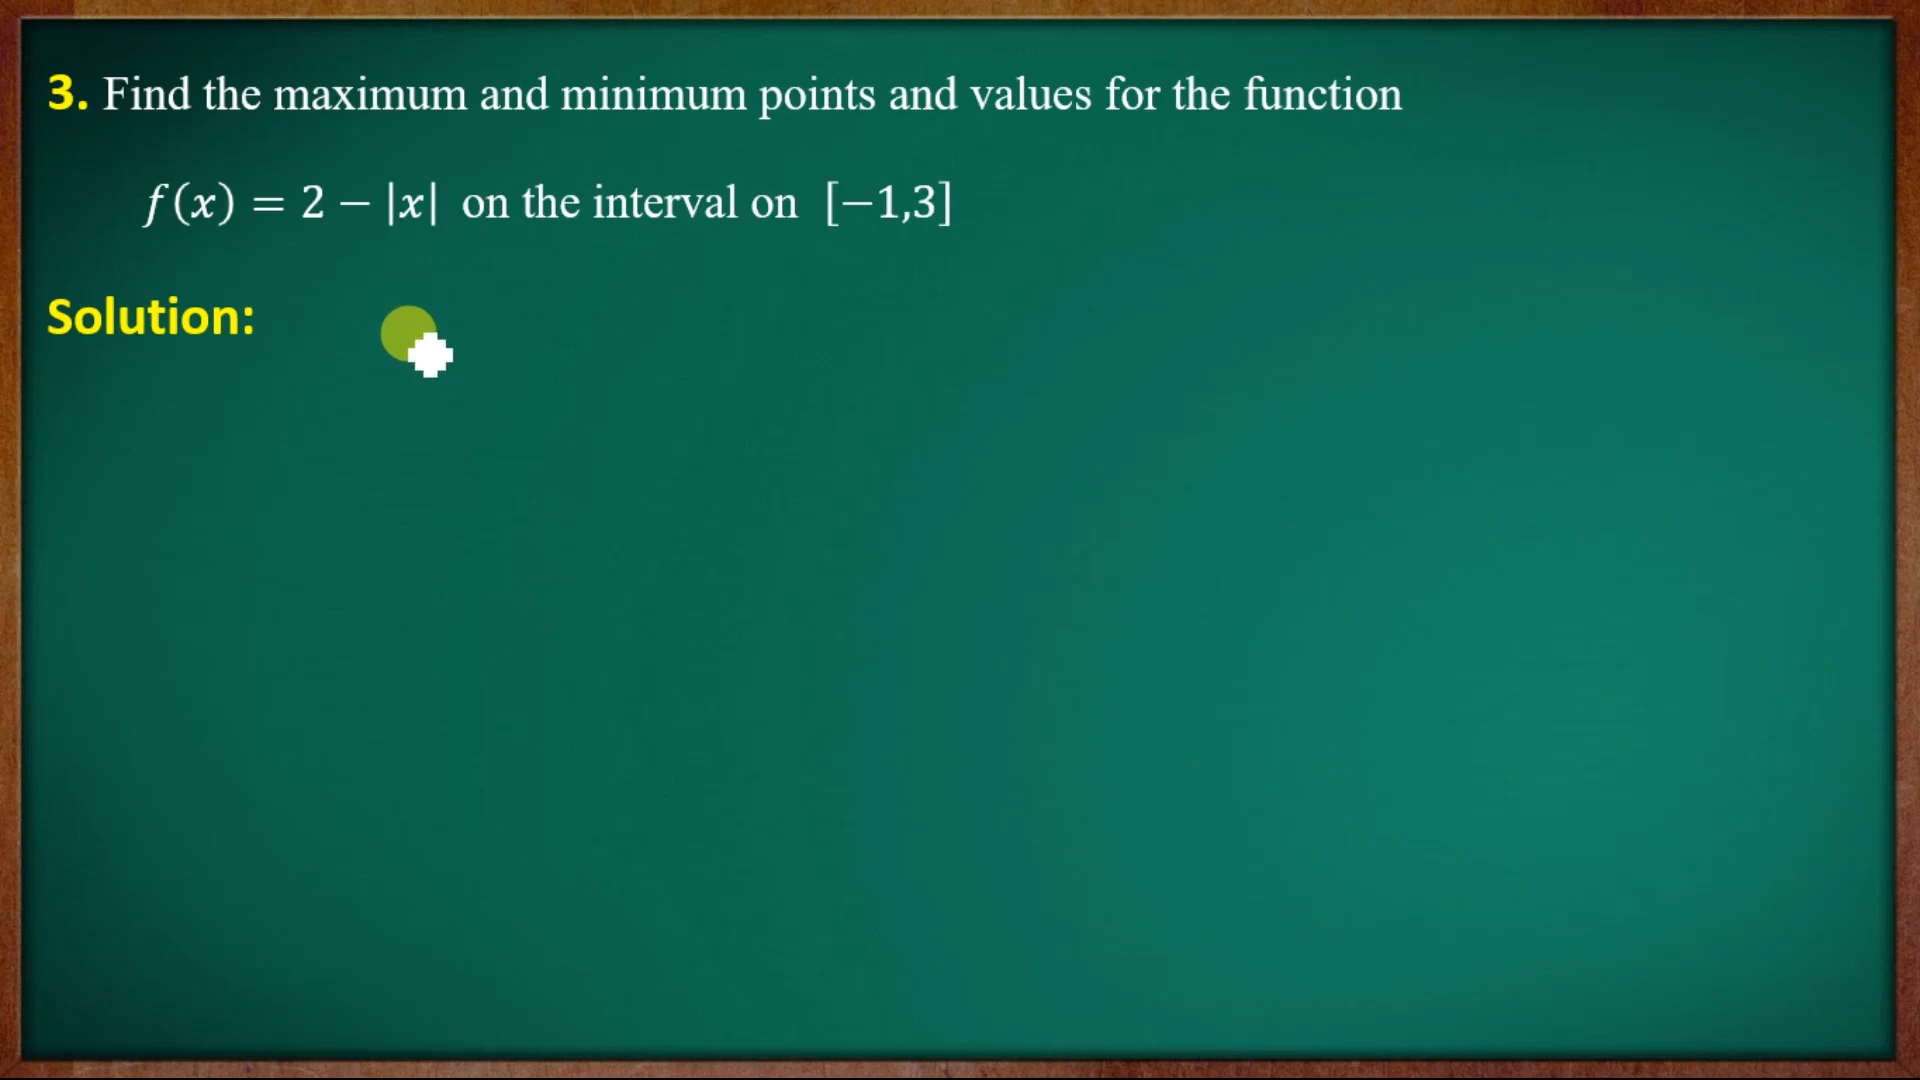 3. Find the maximum and minimum points and values for the function
f(x) = 2 − |x| on the interval on [−1,3]
Solution: